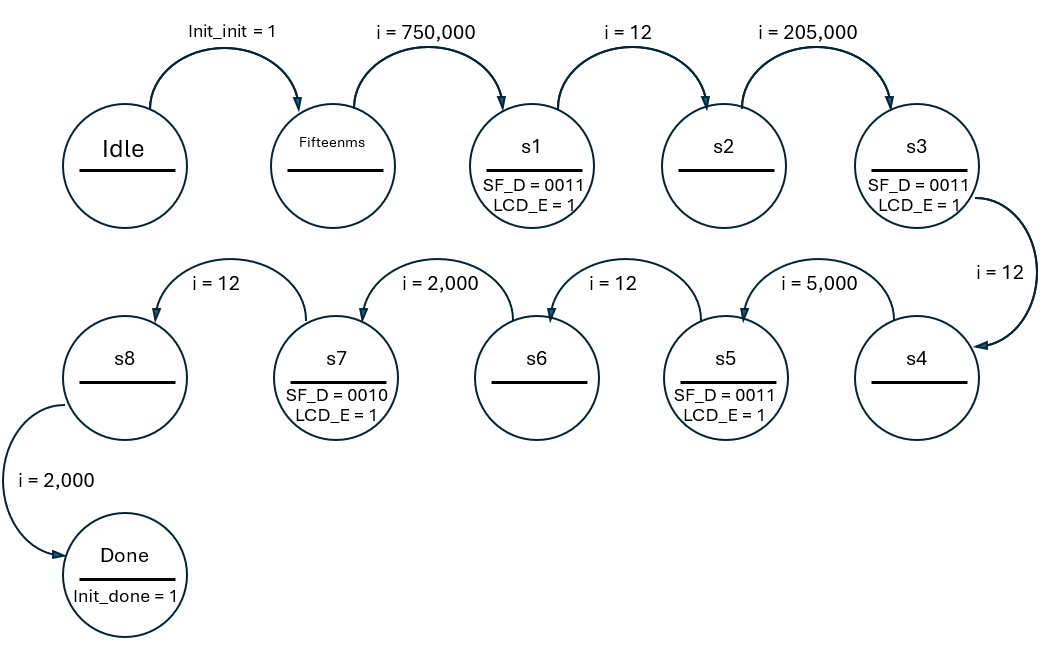 Init_init = 1
i = 750,000
i = 12
i = 205,000
Idle
Fifteenms
s1
SF_D = 0011
LCD_E = 1
s2
s3
SF_D = 0011
LCD_E = 1
i = 12
i = 12
i = 2,000
i = 12
i = 5,000
s8
s7
SF_D = 0010
LCD_E = 1
s6
s5
SF_D = 0011
LCD_E = 1
s4
i = 2,000
Done
Init_done = 1